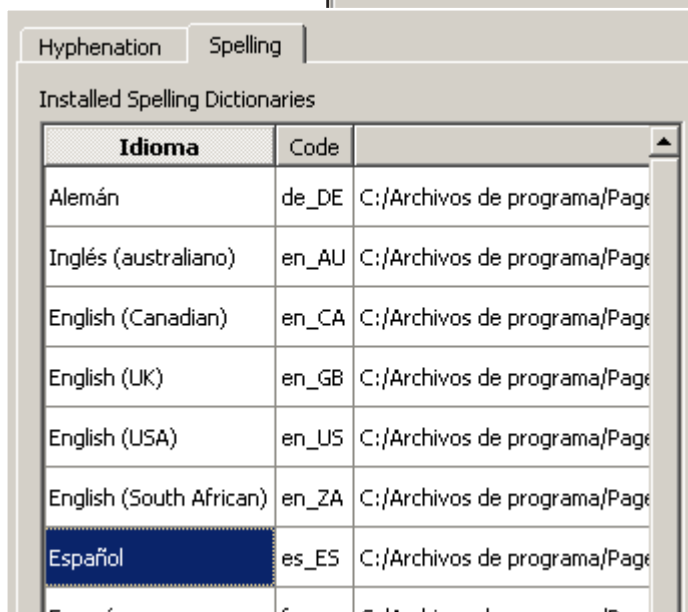 Hyphenation Spelling
Installed Spelling Dictionaries
Idioma Code
Alemán de_DE C:/Archivos de programa/Page
Inglés (australiano) en_AU C:/Archivos de programa/Page
English (Canadian) en_CA C:/Archivos de programa/Page
English (UK) en_GB C:/Archivos de programa/Page
English (USA) en_US C:/Archivos de programa/Page
English (South African) en_ZA C:/Archivos de programa/Page
Español es_ES C:/Archivos de programa/Page